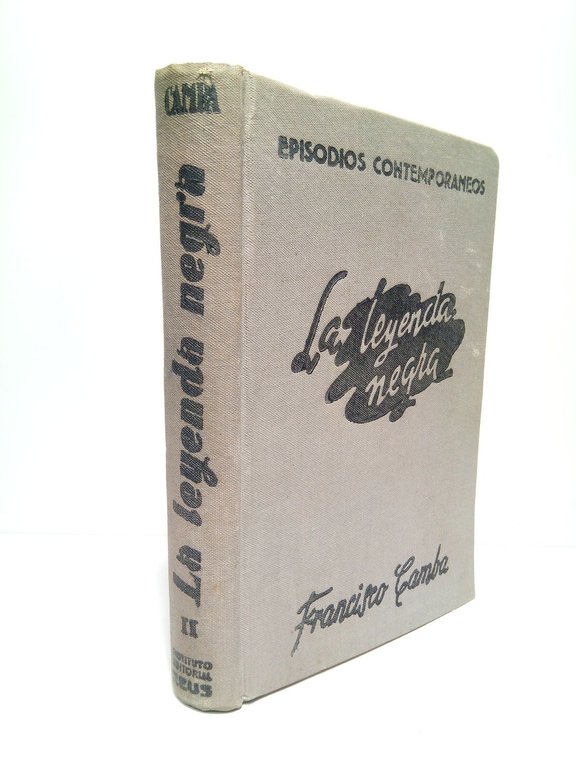 CAMBA
La leyenda negra
II
INSTITUTO
EDITORIAL
REUS
EPISODIOS CONTEMPORANEOS
La leyenda
negra
Francisco Camba